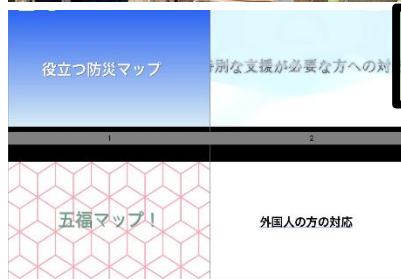 役立つ防災マップ
別な支援が必要な方への対
1
2
五福マップ!
外国人の方の対応